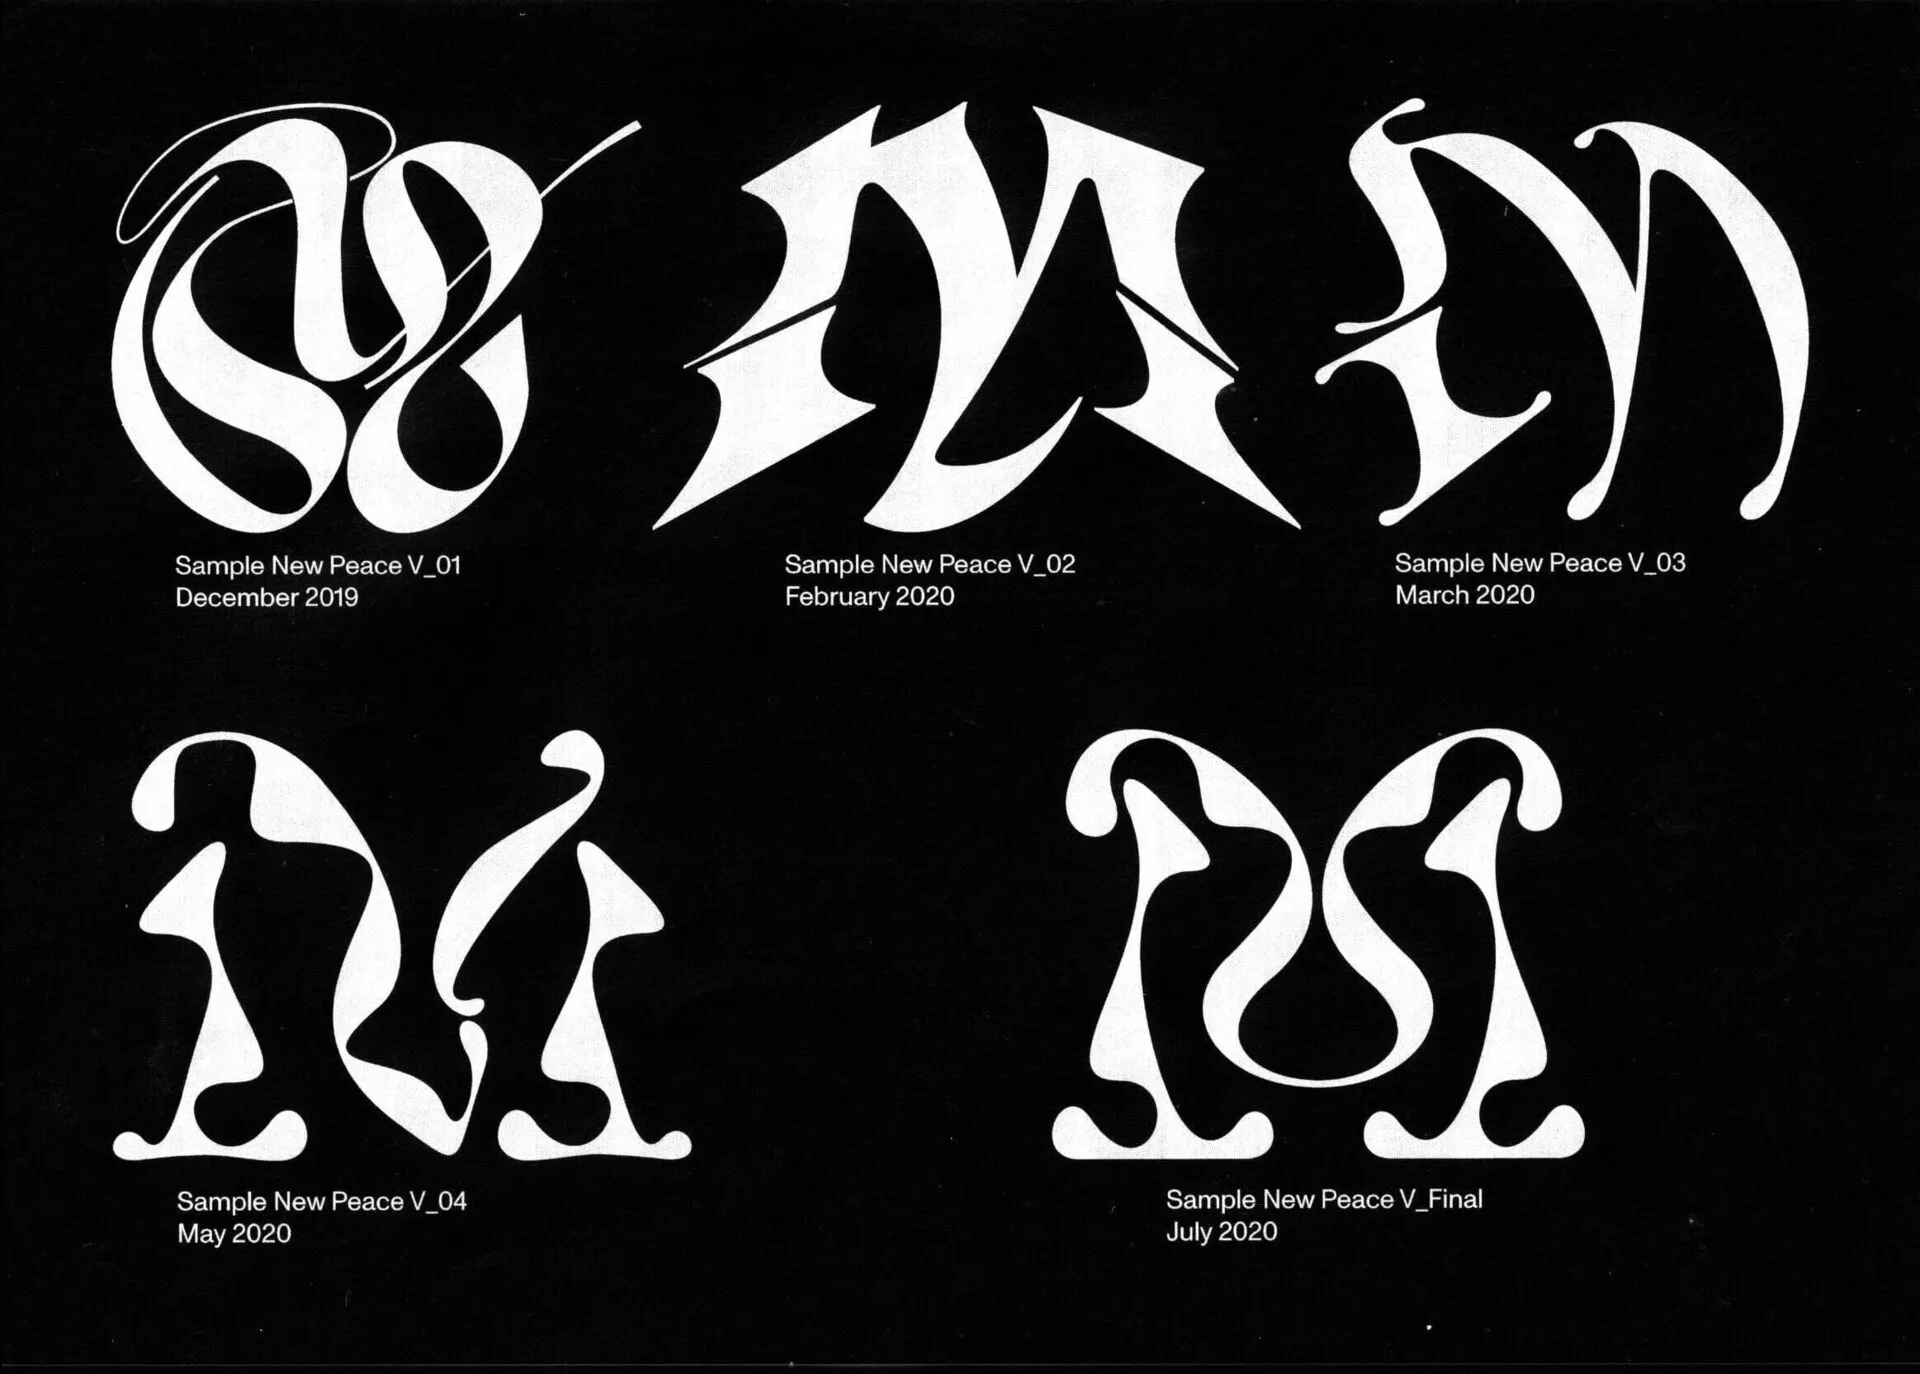 Sample New Peace V_01
December 2019
Sample New Peace V_02
February 2020
Sample New Peace V_03
March 2020
Sample New Peace V_04
May 2020
Sample New Peace V_Final
July 2020